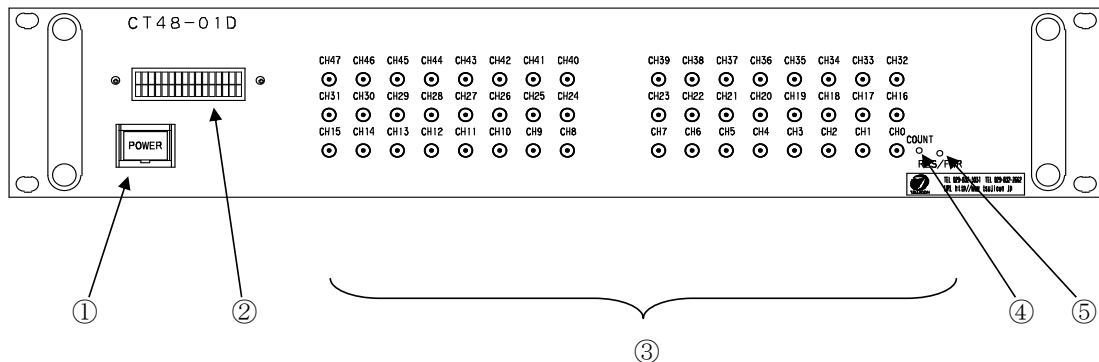 CT48-01D
CH47 CH46 CH45 CH44 CH43 CH42 CH41 CH40 CH39 CH38 CH37 CH36 CH35 CH34 CH33 CH32
CH31 CH30 CH29 CH28 CH27 CH26 CH25 CH24 CH23 CH22 CH21 CH20 CH19 CH18 CH17 CH16
CH15 CH14 CH13 CH12 CH11 CH10 CH9 CH8 CH7 CH6 CH5 CH4 CH3 CH2 CH1 CH0
POWER
COUNT
① ② ③ ④ ⑤